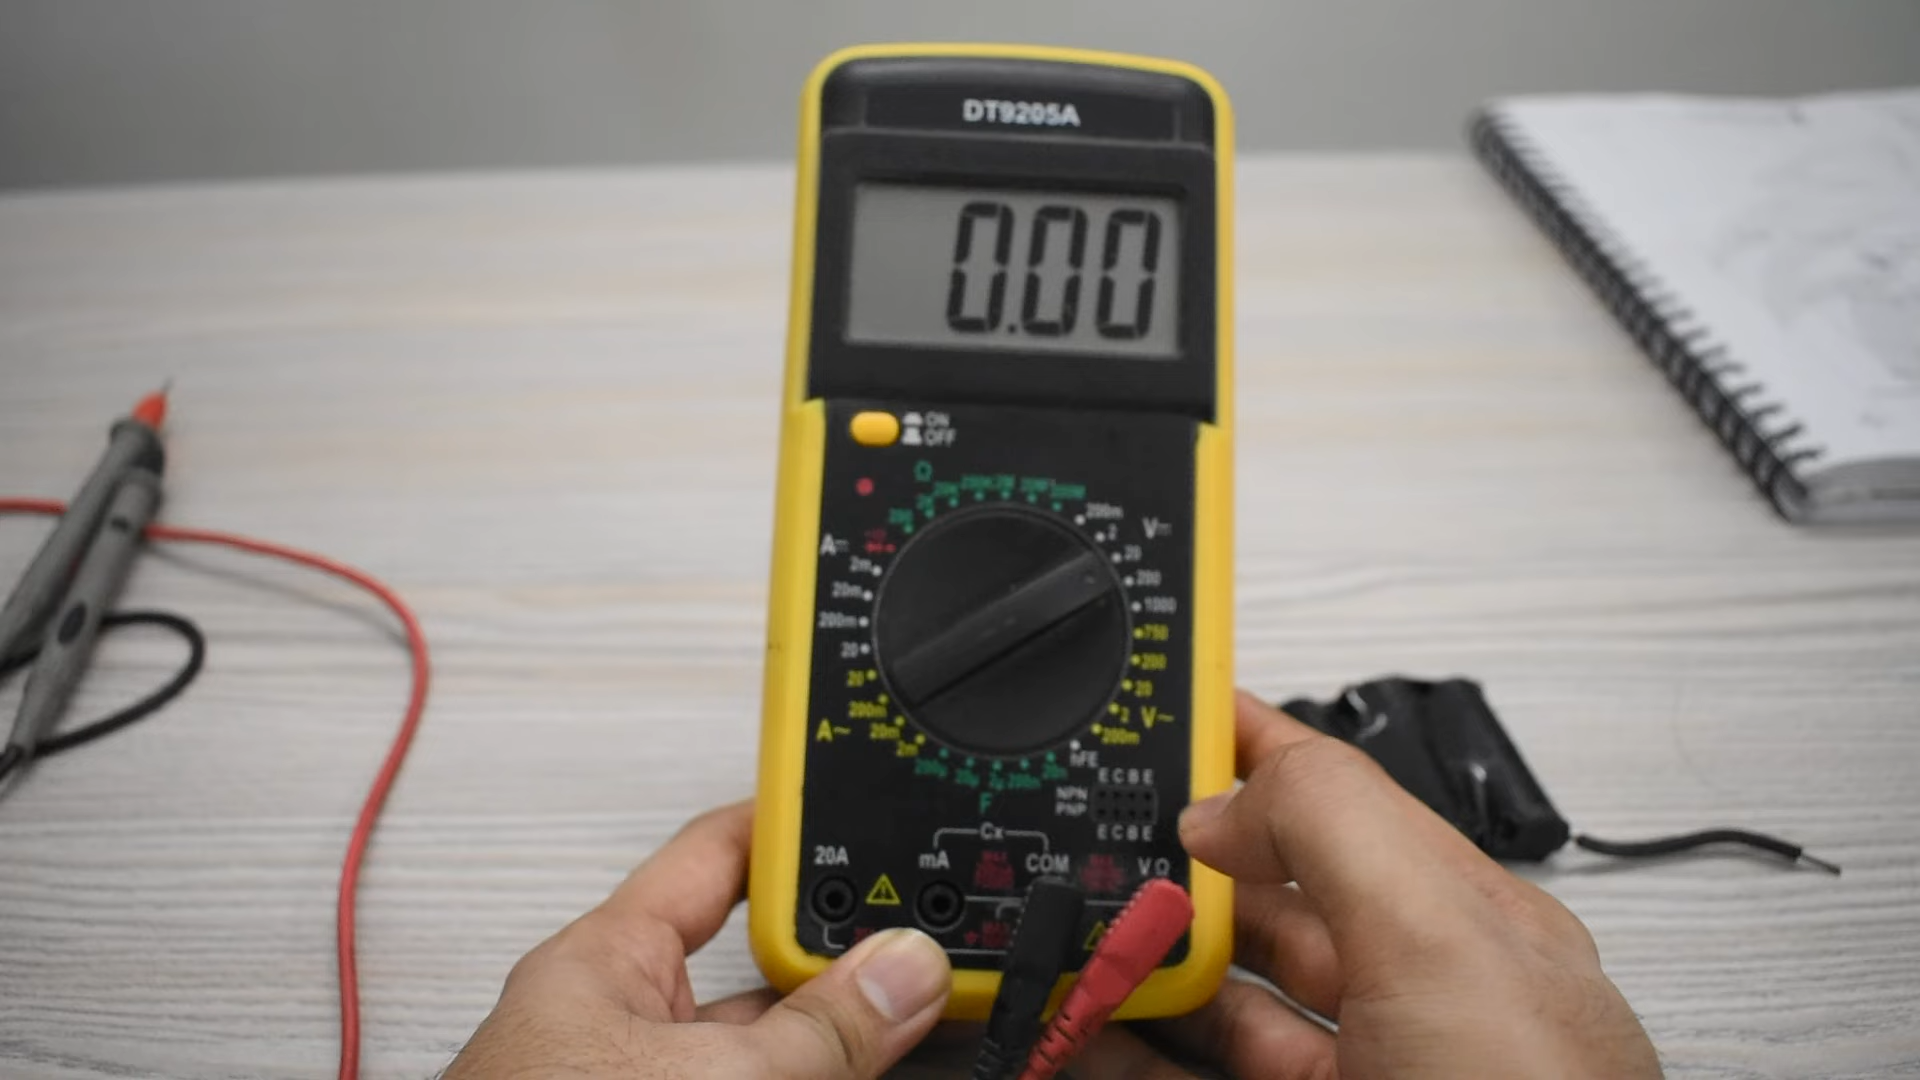 DT9205A
0.00
ON
OFF
Ω
200m
2
V
20
200
1000
750
200
20
2 V~
200m
hFE
A
2m
20m
200m
20
20
200m
20m
2m
A~
F
E C B E
NPN
PNP
E C B E
Cx
20A
mA
COM
V Ω